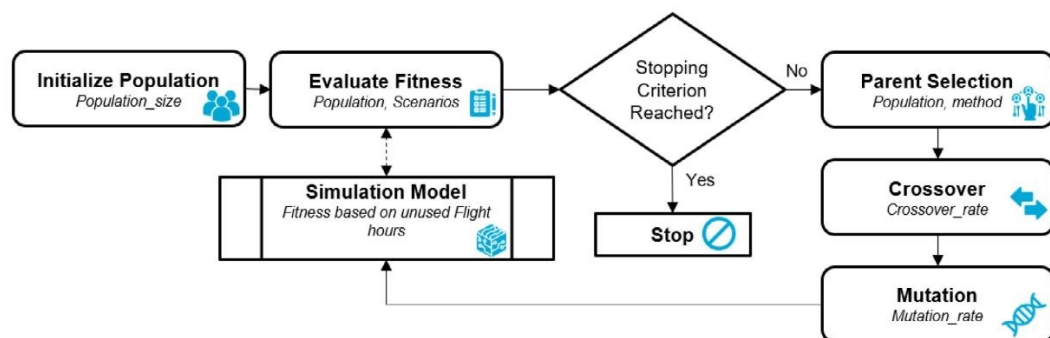 Initialize Population
Population_size
Evaluate Fitness
Population, Scenarios
Stopping
Criterion
Reached?
No
Parent Selection
Population, method
Yes
Simulation Model
Fitness based on unused Flight
hours
Stop
Crossover
Crossover_rate
Mutation
Mutation_rate